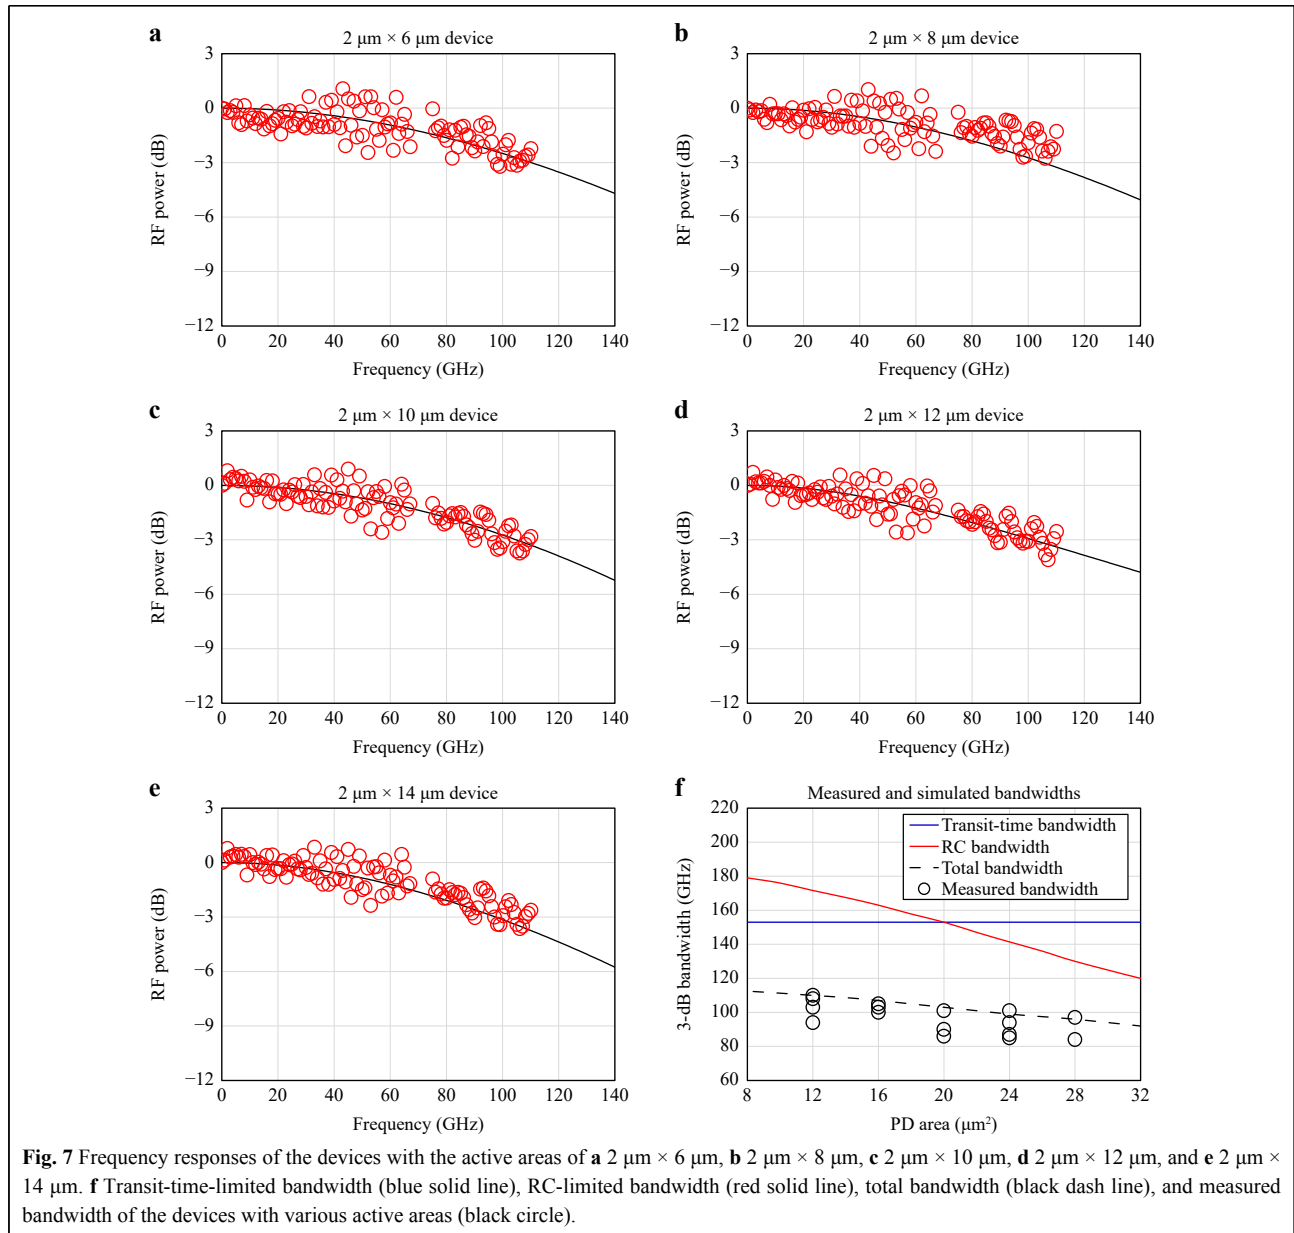 a
2 μm × 6 μm device
3
0
−3
−6
−9
−12
RF power (dB)
0 20 40 60 80 100 120 140
Frequency (GHz)
b
2 μm × 8 μm device
3
0
−3
−6
−9
−12
RF power (dB)
0 20 40 60 80 100 120 140
Frequency (GHz)
c
2 μm × 10 μm device
3
0
−3
−6
−9
−12
RF power (dB)
0 20 40 60 80 100 120 140
Frequency (GHz)
d
2 μm × 12 μm device
3
0
−3
−6
−9
−12
RF power (dB)
0 20 40 60 80 100 120 140
Frequency (GHz)
e
2 μm × 14 μm device
3
0
−3
−6
−9
−12
RF power (dB)
0 20 40 60 80 100 120 140
Frequency (GHz)
f
Measured and simulated bandwidths
220
200
180
160
140
120
100
80
60
3-dB bandwidth (GHz)
Transit-time bandwidth
RC bandwidth
Total bandwidth
Measured bandwidth
8 12 16 20 24 28 32
PD area (μm²)
Fig. 7 Frequency responses of the devices with the active areas of a 2 μm × 6 μm, b 2 μm × 8 μm, c 2 μm × 10 μm, d 2 μm × 12 μm, and e 2 μm ×
14 μm. f Transit-time-limited bandwidth (blue solid line), RC-limited bandwidth (red solid line), total bandwidth (black dash line), and measured
bandwidth of the devices with various active areas (black circle).